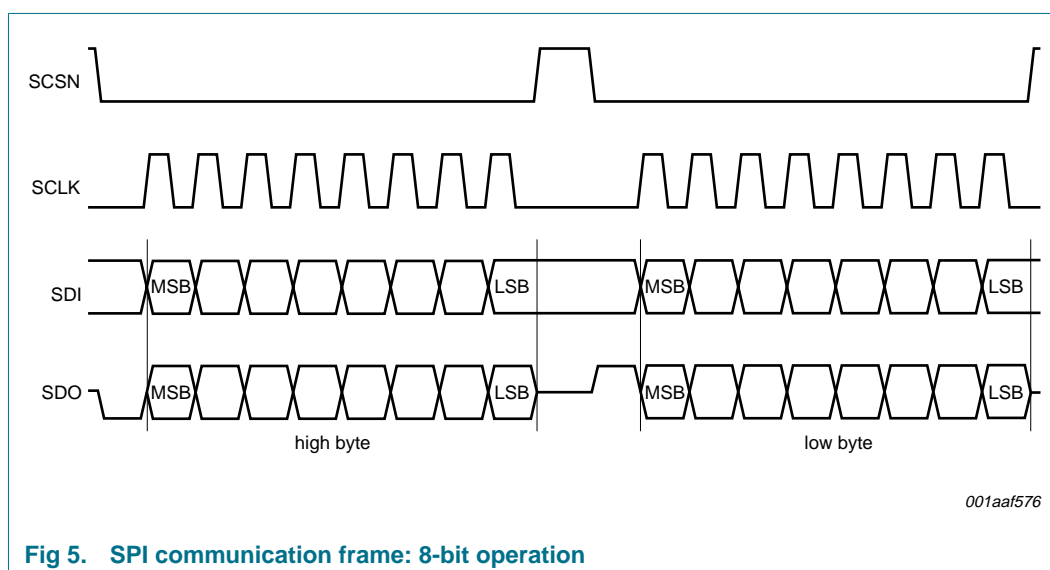 SCSN
SCLK
SDI MSB LSB MSB LSB
SDO MSB LSB MSB LSB
high byte low byte
001aaf576
Fig 5. SPI communication frame: 8-bit operation